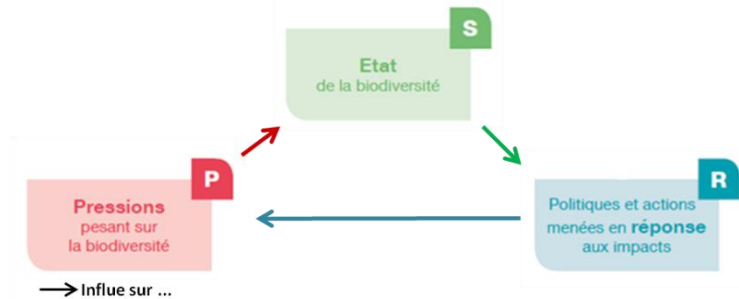 S
Etat
de la biodiversité
P
Pressions
pesant sur
la biodiversité
R
Politiques et actions
menées en réponse
aux impacts
Influe sur ...